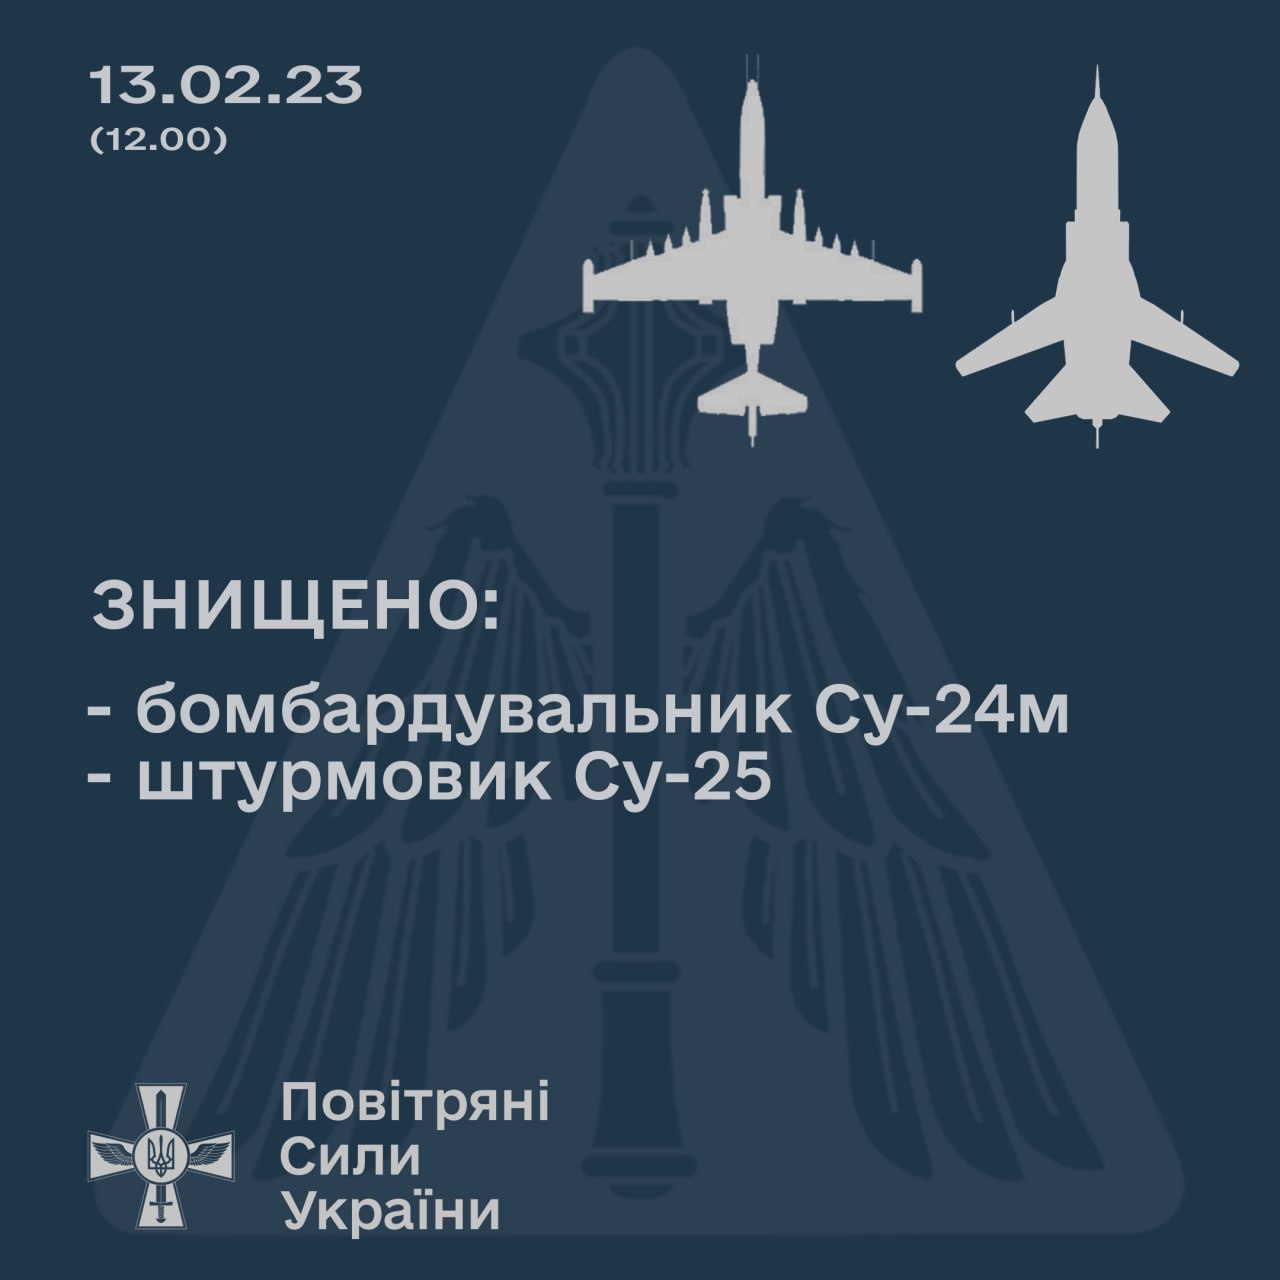 13.02.23
(12.00)
ЗНИЩЕНО:
- бомбардувальник Су-24м
- штурмовик Су-25
Повітряні
Сили
України